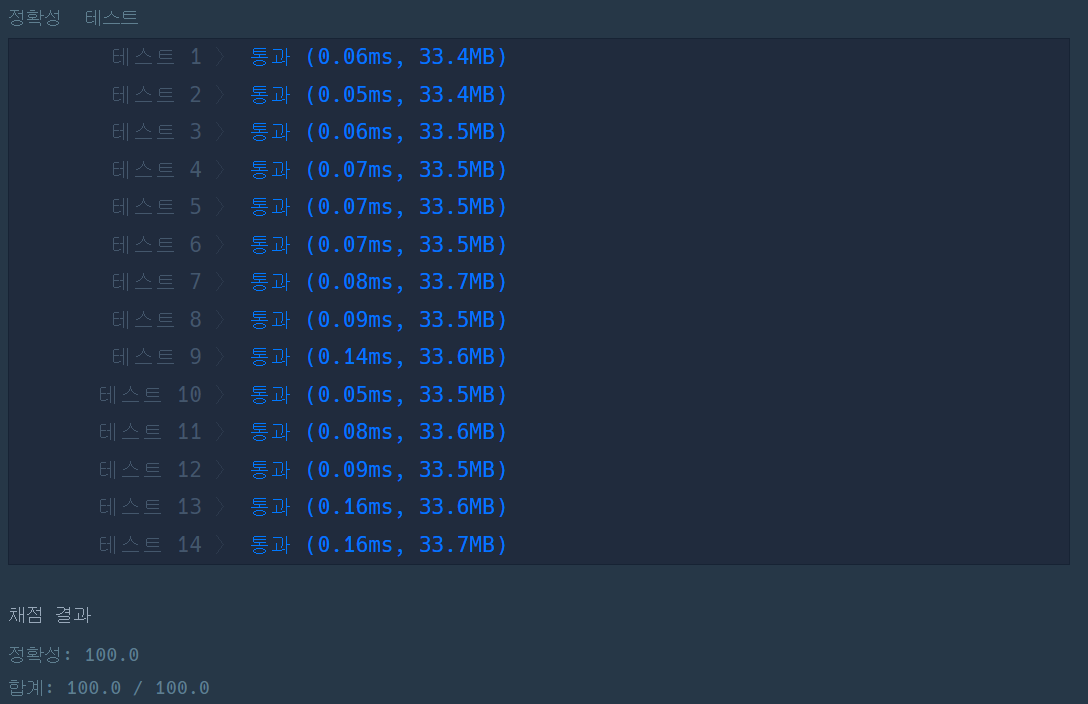 정확성 테스트
테스트 1 〉 통과 (0.06ms, 33.4MB)
테스트 2 〉 통과 (0.05ms, 33.4MB)
테스트 3 〉 통과 (0.06ms, 33.5MB)
테스트 4 〉 통과 (0.07ms, 33.5MB)
테스트 5 〉 통과 (0.07ms, 33.5MB)
테스트 6 〉 통과 (0.07ms, 33.5MB)
테스트 7 〉 통과 (0.08ms, 33.7MB)
테스트 8 〉 통과 (0.09ms, 33.5MB)
테스트 9 〉 통과 (0.14ms, 33.6MB)
테스트 10 〉 통과 (0.05ms, 33.5MB)
테스트 11 〉 통과 (0.08ms, 33.6MB)
테스트 12 〉 통과 (0.09ms, 33.5MB)
테스트 13 〉 통과 (0.16ms, 33.6MB)
테스트 14 〉 통과 (0.16ms, 33.7MB)
채점 결과
정확성: 100.0
합계: 100.0 / 100.0